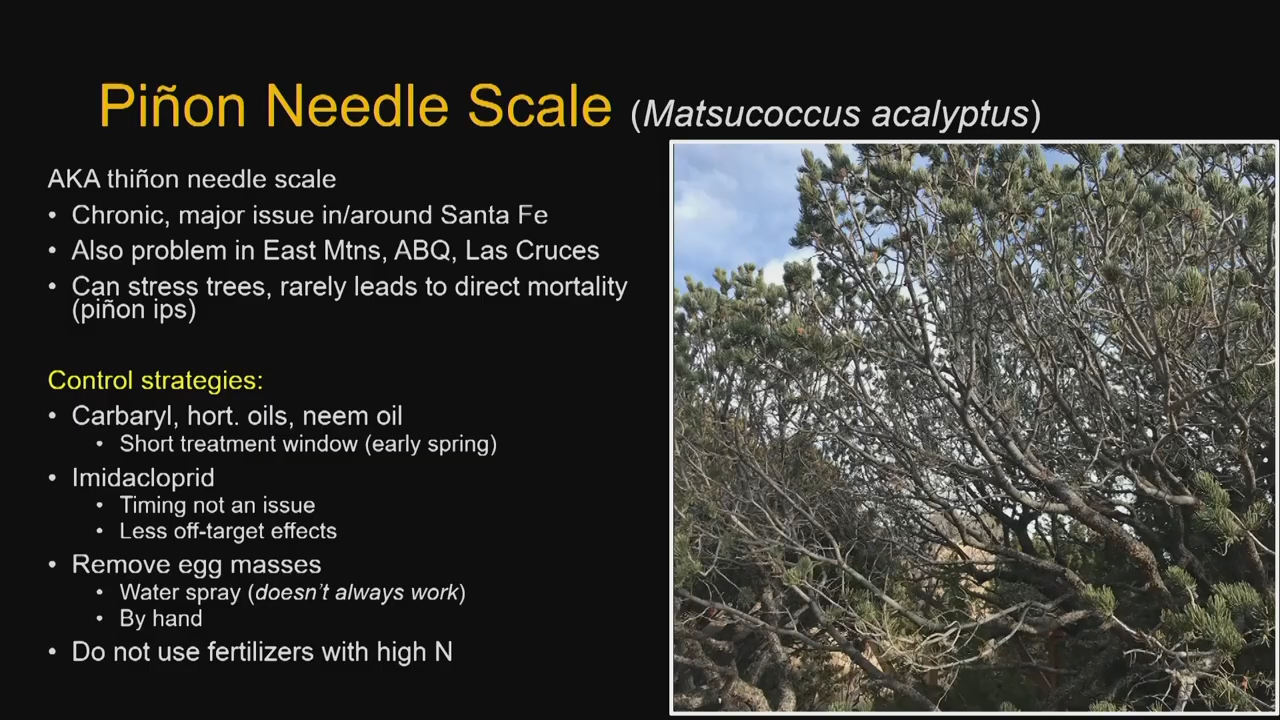 Piñon Needle Scale (Matsucoccus acalyptus)
AKA thiñon needle scale
• Chronic, major issue in/around Santa Fe
• Also problem in East Mtns, ABQ, Las Cruces
• Can stress trees, rarely leads to direct mortality
(piñon ips)
Control strategies:
• Carbaryl, hort. oils, neem oil
• Short treatment window (early spring)
• Imidacloprid
• Timing not an issue
• Less off-target effects
• Remove egg masses
• Water spray (doesn’t always work)
• By hand
• Do not use fertilizers with high N